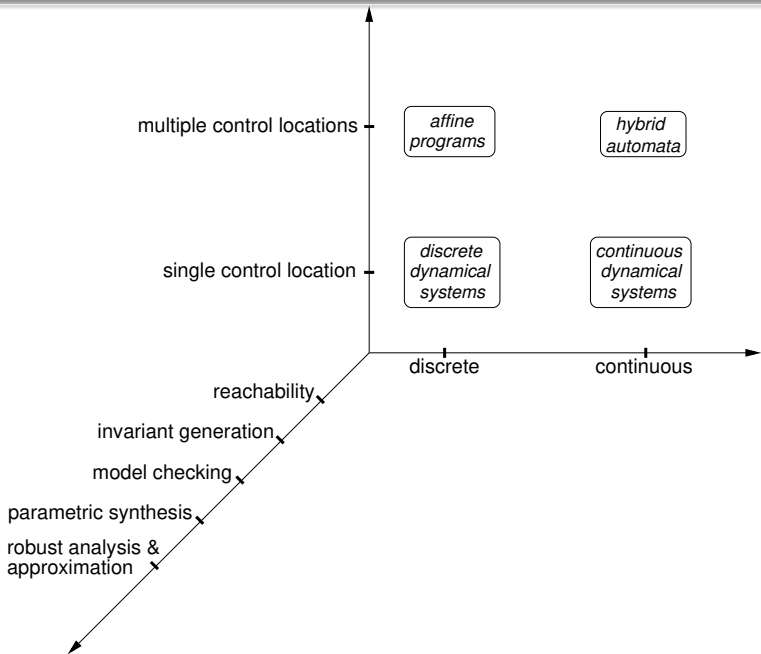 multiple control locations
affine
programs
hybrid
automata
single control location
discrete
dynamical
systems
continuous
dynamical
systems
discrete
continuous
reachability
invariant generation
model checking
parametric synthesis
robust analysis &
approximation